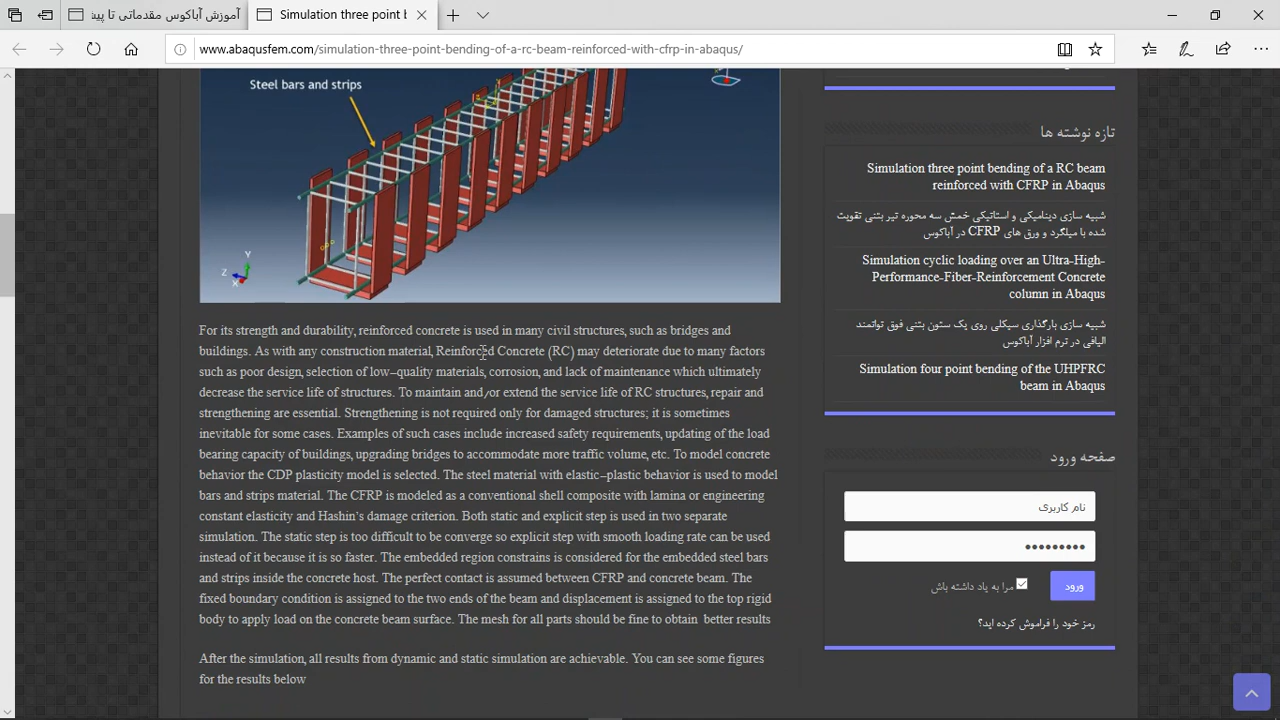 آموزش آباکوس مقدماتی تا پیش
Simulation three point b
www.abaqusfem.com/simulation-three-point-bending-of-a-rc-beam-reinforced-with-cfrp-in-abaqus/
Steel bars and strips
Y
Z
X
For its strength and durability, reinforced concrete is used in many civil structures, such as bridges and
buildings. As with any construction material, Reinforced Concrete (RC) may deteriorate due to many factors
such as poor design, selection of low-quality materials, corrosion, and lack of maintenance which ultimately
decrease the service life of structures. To maintain and/or extend the service life of RC structures, repair and
strengthening are essential. Strengthening is not required only for damaged structures; it is sometimes
inevitable for some cases. Examples of such cases include increased safety requirements, updating of the load
bearing capacity of buildings, upgrading bridges to accommodate more traffic volume, etc. To model concrete
behavior the CDP plasticity model is selected. The steel material with elastic-plastic behavior is used to model
bars and strips material. The CFRP is modeled as a conventional shell composite with lamina or engineering
constant elasticity and Hashin's damage criterion. Both static and explicit step is used in two separate
simulation. The static step is too difficult to be converge so explicit step with smooth loading rate can be used
instead of it because it is so faster. The embedded region constrains is considered for the embedded steel bars
and strips inside the concrete host. The perfect contact is assumed between CFRP and concrete beam. The
fixed boundary condition is assigned to the two ends of the beam and displacement is assigned to the top rigid
body to apply load on the concrete beam surface. The mesh for all parts should be fine to obtain better results
After the simulation, all results from dynamic and static simulation are achievable. You can see some figures
for the results below
تازه نوشته ها
Simulation three point bending of a RC beam
reinforced with CFRP in Abaqus
شبیه سازی دینامیکی و استاتیکی خمش سه محوره تیر بتنی تقویت
شده با میلگرد و ورق های CFRP در آباکوس
Simulation cyclic loading over an Ultra-High-
Performance-Fiber-Reinforcement Concrete
column in Abaqus
شبیه سازی بارگذاری سیکلی روی یک ستون بتنی فوق توانمند
الیافی در ترم افزار آباکوس
Simulation four point bending of the UHPFRC
beam in Abaqus
صفحه ورود
نام کاربری
●●●●●●●●●
مرا به یاد داشته باش
ورود
رمز خود را فراموش کرده اید؟